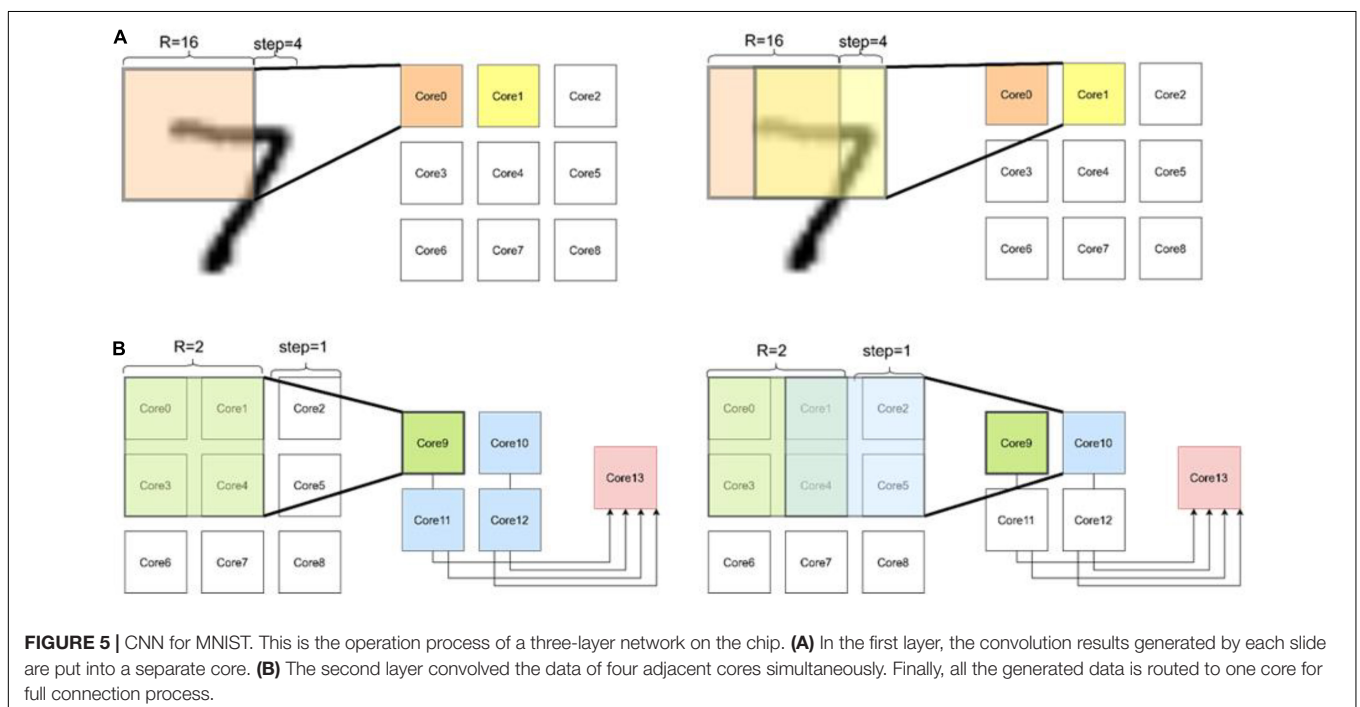 A
R=16 step=4
Core0 Core1 Core2
Core3 Core4 Core5
Core6 Core7 Core8
R=16 step=4
Core0 Core1 Core2
Core3 Core4 Core5
Core6 Core7 Core8
B
R=2 step=1
Core0 Core1 Core2
Core9 Core10
Core3 Core4 Core5
Core13
Core11 Core12
Core6 Core7 Core8
R=2 step=1
Core0 Core1 Core2
Core9 Core10
Core3 Core4 Core5
Core13
Core11 Core12
Core6 Core7 Core8
FIGURE 5 | CNN for MNIST. This is the operation process of a three-layer network on the chip. (A) In the first layer, the convolution results generated by each slide
are put into a separate core. (B) The second layer convolved the data of four adjacent cores simultaneously. Finally, all the generated data is routed to one core for
full connection process.